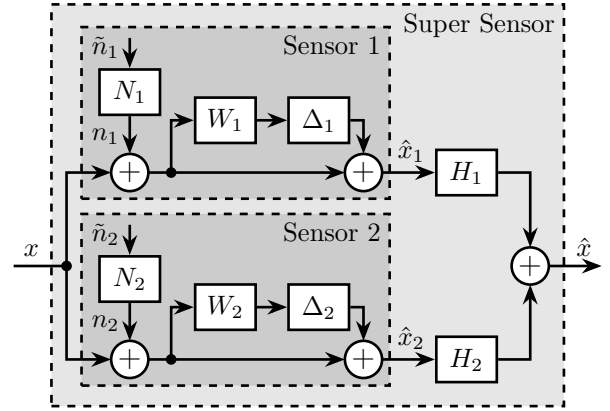 Super Sensor
Sensor 1
ñ₁
N₁
n₁
W₁
Δ₁
x̂₁
H₁
x
Sensor 2
ñ₂
N₂
n₂
W₂
Δ₂
x̂₂
H₂
x̂
+
+
+
+
+